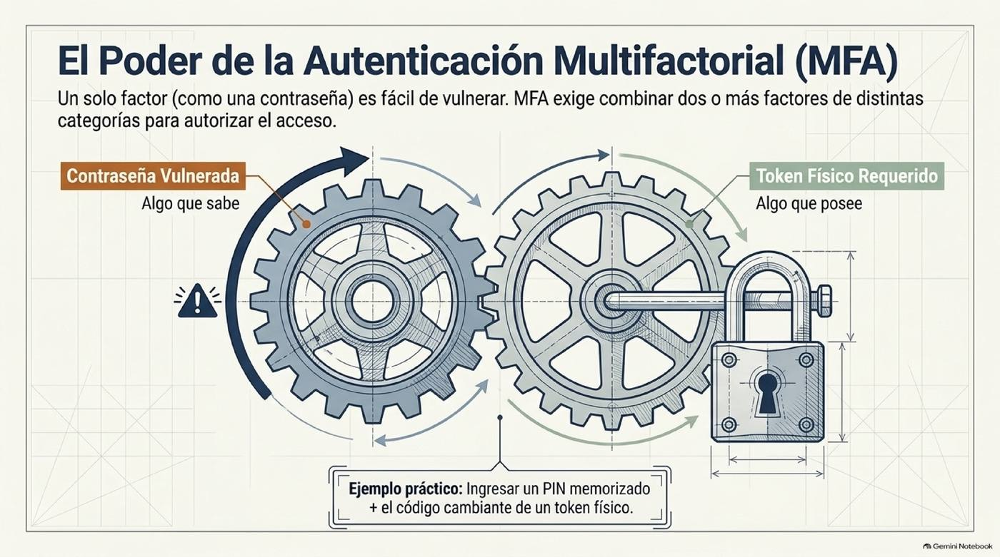 El Poder de la Autenticación Multifactorial (MFA)
Un solo factor (como una contraseña) es fácil de vulnerar. MFA exige combinar dos o más factores de distintas
categorías para autorizar el acceso.
Contraseña Vulnerada
Algo que sabe
Token Físico Requerido
Algo que posee
Ejemplo práctico: Ingresar un PIN memorizado
+ el código cambiante de un token físico.
Gemini Notebook